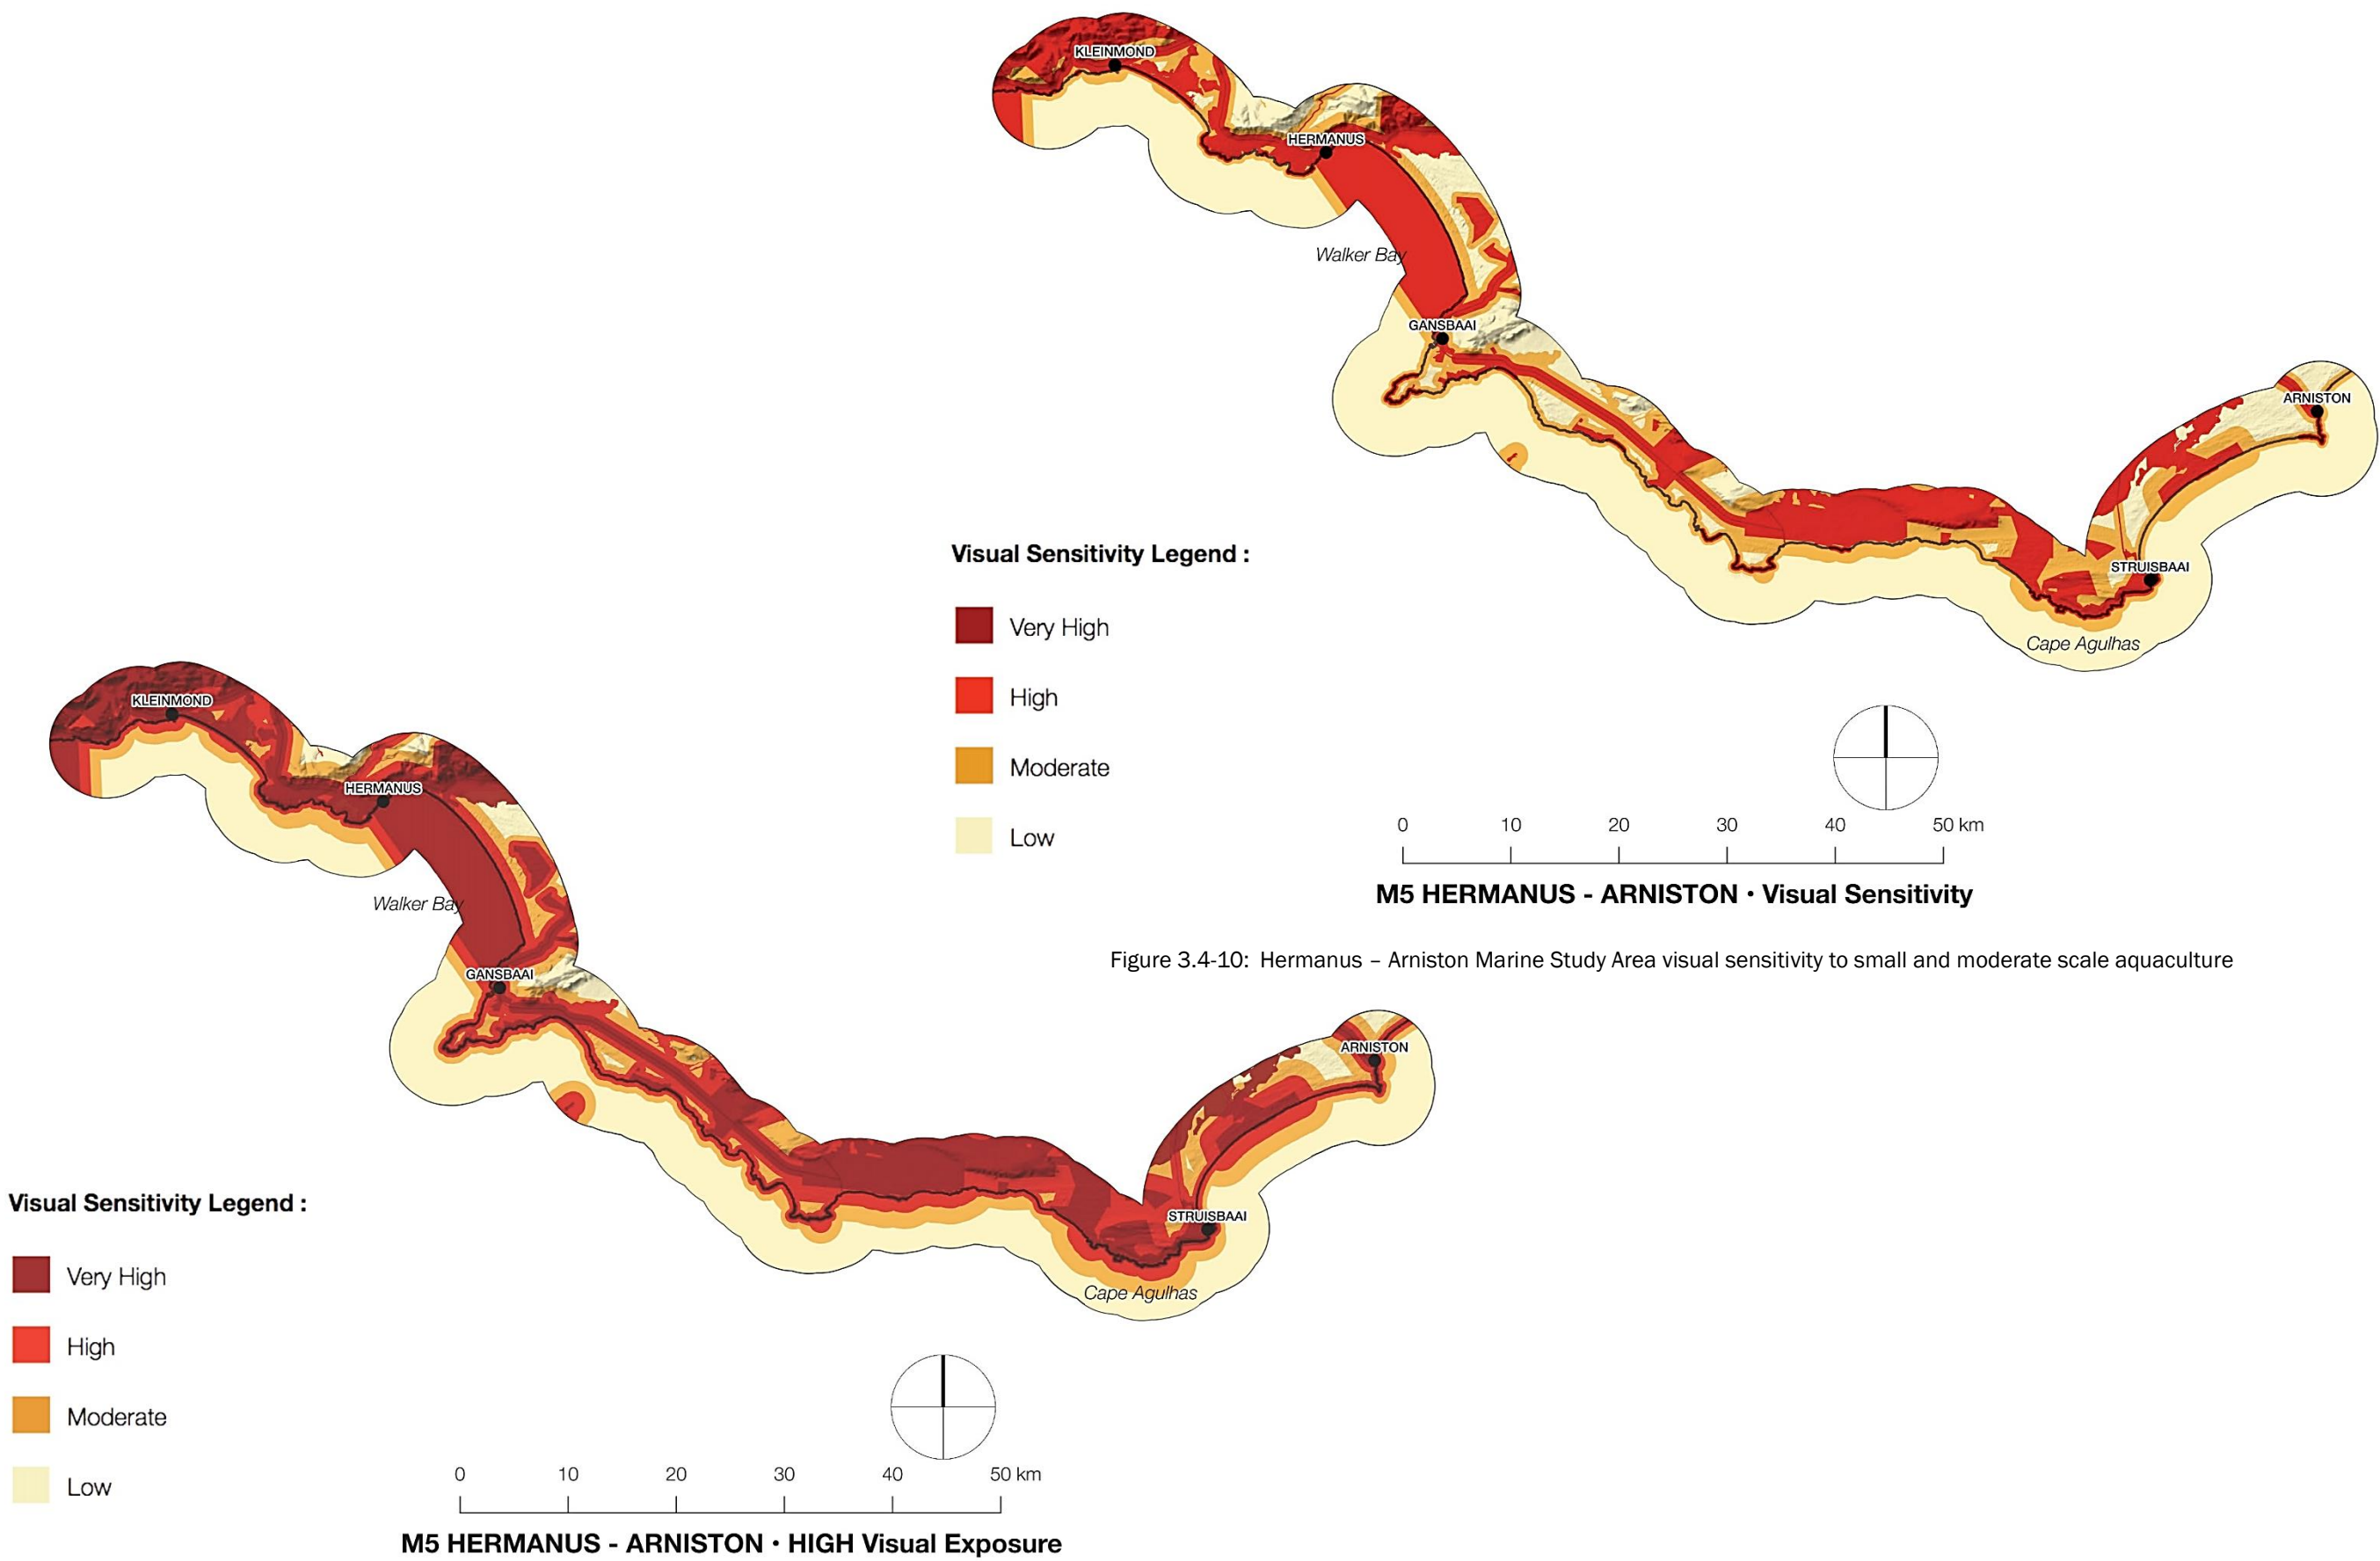 KLEINMOND
HERMANUS
Walker Bay
GANSBAAI
ARNISTON
STRUISBAAI
Cape Agulhas
Visual Sensitivity Legend :
Very High
High
Moderate
Low
0 10 20 30 40 50 km
M5 HERMANUS - ARNISTON • Visual Sensitivity
Figure 3.4-10: Hermanus – Arniston Marine Study Area visual sensitivity to small and moderate scale aquaculture
KLEINMOND
HERMANUS
Walker Bay
GANSBAAI
ARNISTON
STRUISBAAI
Cape Agulhas
Visual Sensitivity Legend :
Very High
High
Moderate
Low
0 10 20 30 40 50 km
M5 HERMANUS - ARNISTON • HIGH Visual Exposure